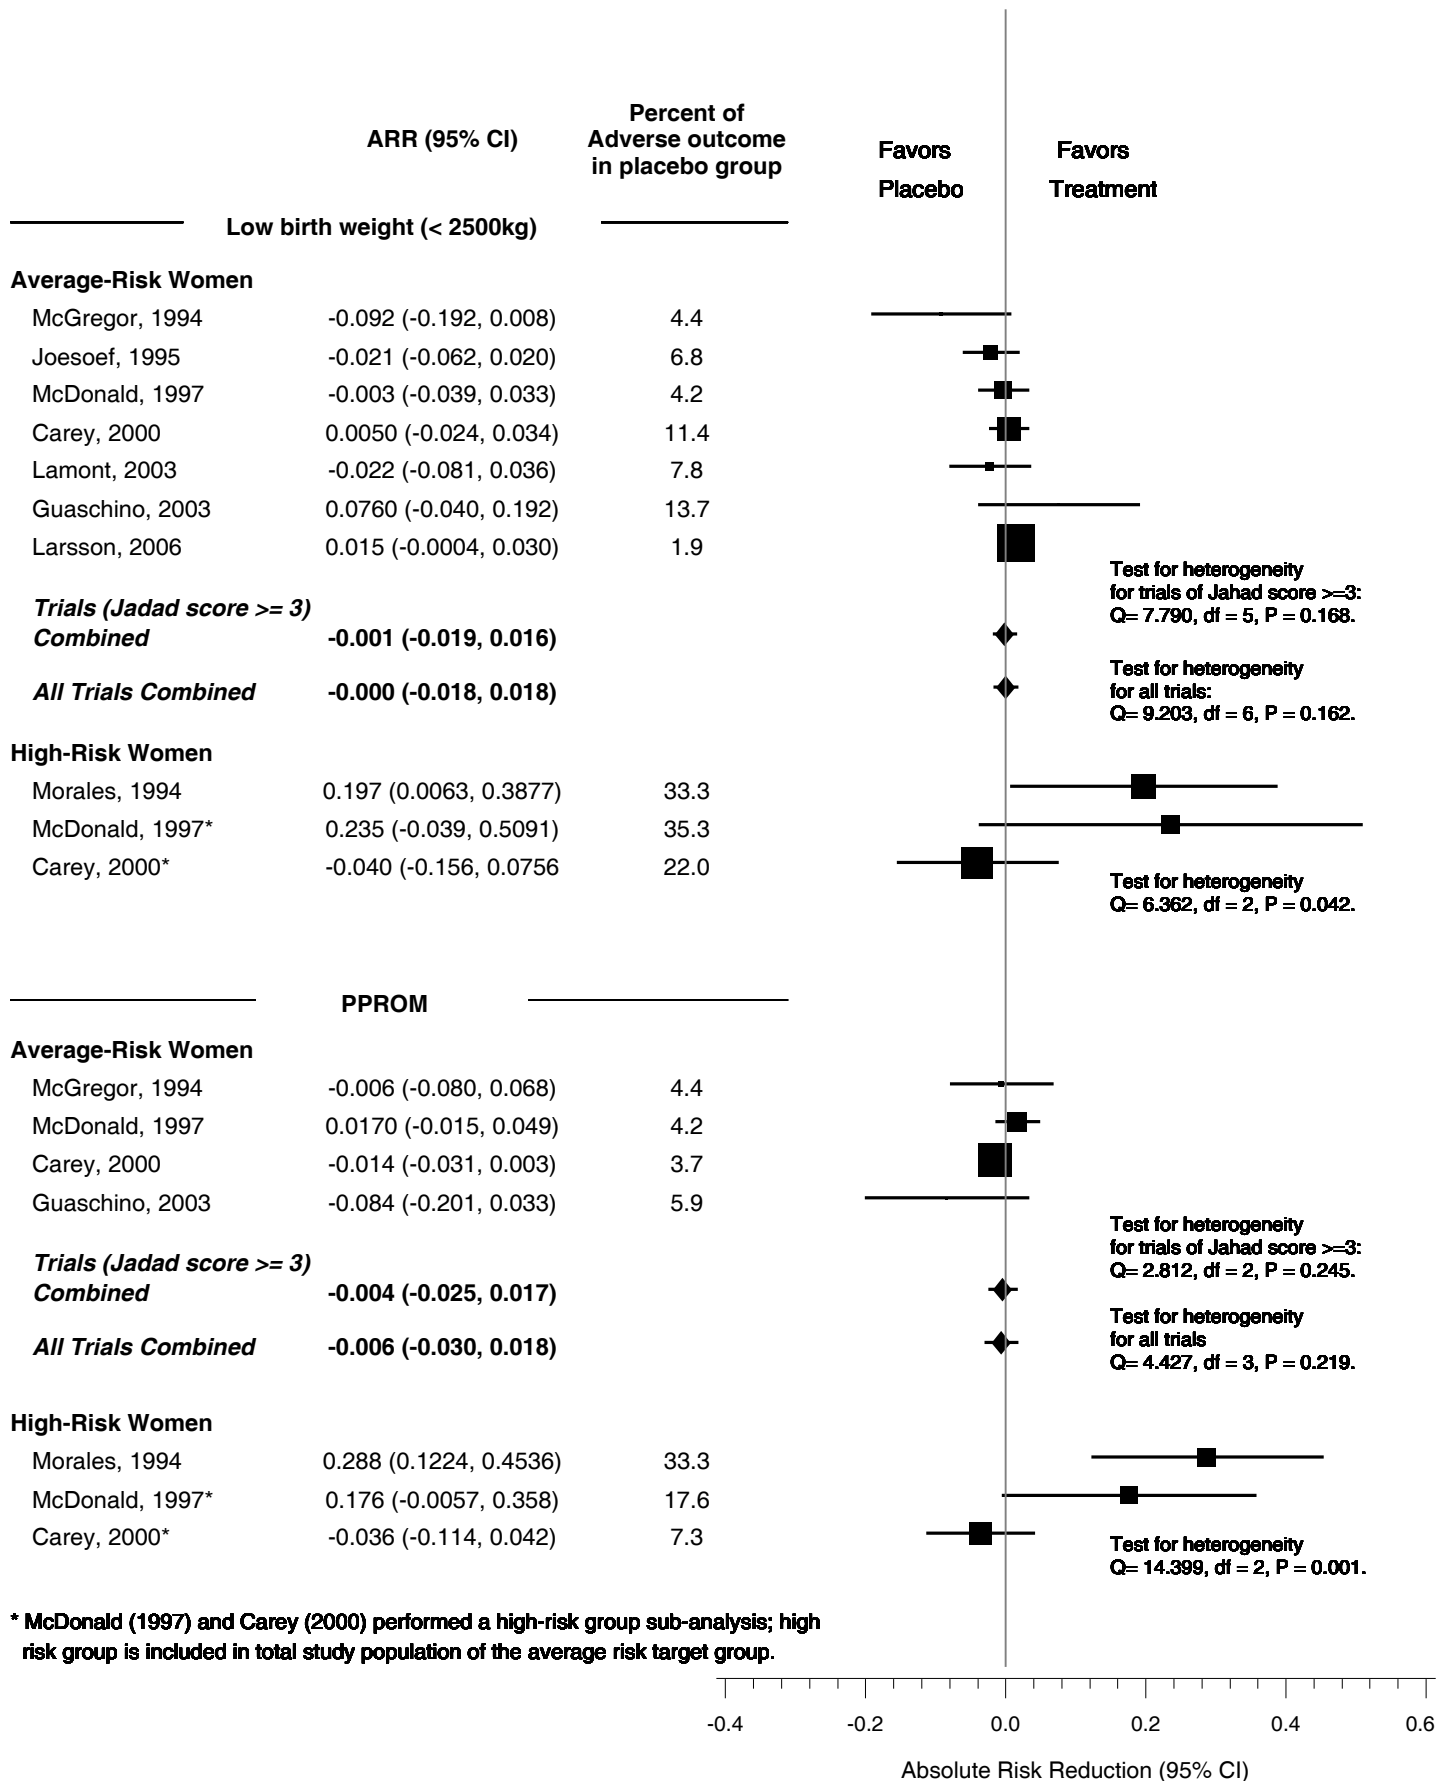 ARR (95% CI)
Percent of
Adverse outcome
in placebo group
Favors
Placebo
Favors
Treatment
Low birth weight (< 2500kg)
Average-Risk Women
McGregor, 1994 -0.092 (-0.192, 0.008) 4.4
Joesoef, 1995 -0.021 (-0.062, 0.020) 6.8
McDonald, 1997 -0.003 (-0.039, 0.033) 4.2
Carey, 2000 0.0050 (-0.024, 0.034) 11.4
Lamont, 2003 -0.022 (-0.081, 0.036) 7.8
Guaschino, 2003 0.0760 (-0.040, 0.192) 13.7
Larsson, 2006 0.015 (-0.0004, 0.030) 1.9
Test for heterogeneity
for trials of Jahad score >=3:
Q= 7.790, df = 5, P = 0.168.
Trials (Jadad score >= 3)
Combined -0.001 (-0.019, 0.016)
Test for heterogeneity
for all trials:
Q= 9.203, df = 6, P = 0.162.
All Trials Combined -0.000 (-0.018, 0.018)
High-Risk Women
Morales, 1994 0.197 (0.0063, 0.3877) 33.3
McDonald, 1997* 0.235 (-0.039, 0.5091) 35.3
Carey, 2000* -0.040 (-0.156, 0.0756 22.0
Test for heterogeneity
Q= 6.362, df = 2, P = 0.042.
PPROM
Average-Risk Women
McGregor, 1994 -0.006 (-0.080, 0.068) 4.4
McDonald, 1997 0.0170 (-0.015, 0.049) 4.2
Carey, 2000 -0.014 (-0.031, 0.003) 3.7
Guaschino, 2003 -0.084 (-0.201, 0.033) 5.9
Test for heterogeneity
for trials of Jahad score >=3:
Q= 2.812, df = 2, P = 0.245.
Trials (Jadad score >= 3)
Combined -0.004 (-0.025, 0.017)
Test for heterogeneity
for all trials
Q= 4.427, df = 3, P = 0.219.
All Trials Combined -0.006 (-0.030, 0.018)
High-Risk Women
Morales, 1994 0.288 (0.1224, 0.4536) 33.3
McDonald, 1997* 0.176 (-0.0057, 0.358) 17.6
Carey, 2000* -0.036 (-0.114, 0.042) 7.3
Test for heterogeneity
Q= 14.399, df = 2, P = 0.001.
* McDonald (1997) and Carey (2000) performed a high-risk group sub-analysis; high
risk group is included in total study population of the average risk target group.
-0.4 -0.2 0.0 0.2 0.4 0.6
Absolute Risk Reduction (95% CI)